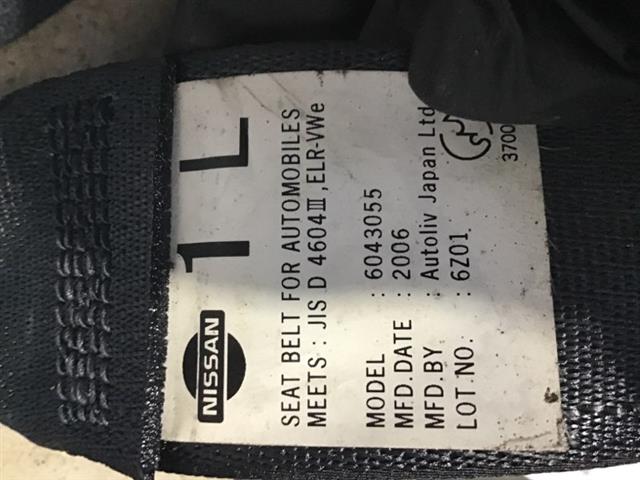 NISSAN
1 L
SEAT BELT FOR AUTOMOBILES
MEETS : JIS D 4604Ⅲ, ELR-VWe
MODEL : 6043055
MFD.DATE : 2006
MFD.BY : Autoliv Japan Ltd
LOT NO. : 6Z01
3700